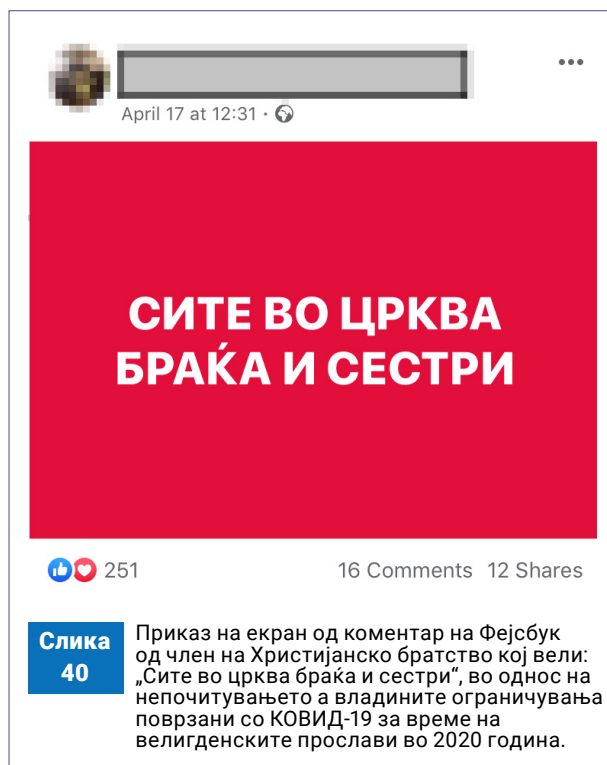 April 17 at 12:31 ·
СИТЕ ВО ЦРКВА
БРАЌА И СЕСТРИ
251
16 Comments 12 Shares
Слика
40
Приказ на екран од коментар на Фејсбук
од член на Христијанско братство кој вели:
„Сите во црква браќа и сестри“, во однос на
непочитувањето а владините ограничувања
поврзани со КОВИД-19 за време на
велигденските прослави во 2020 година.